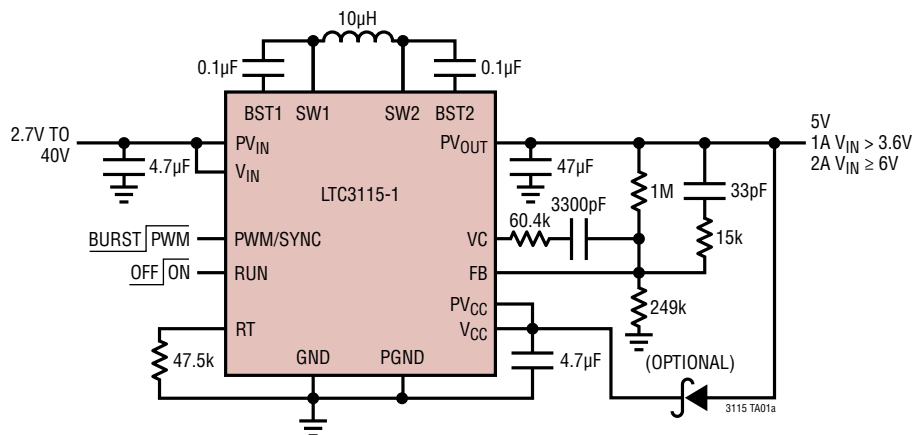 10µH
0.1µF
0.1µF
BST1 SW1 SW2 BST2
2.7V TO
40V
PVIN
VIN
4.7µF
LTC3115-1
PVOUT
47µF
5V
1A VIN > 3.6V
2A VIN ≥ 6V
1M
33pF
3300pF
60.4k
15k
BURST PWM
PWM/SYNC
VC
OFF ON
RUN
FB
249k
PVCC
VCC
RT
47.5k
GND PGND
4.7µF
(OPTIONAL)
3115 TA01a